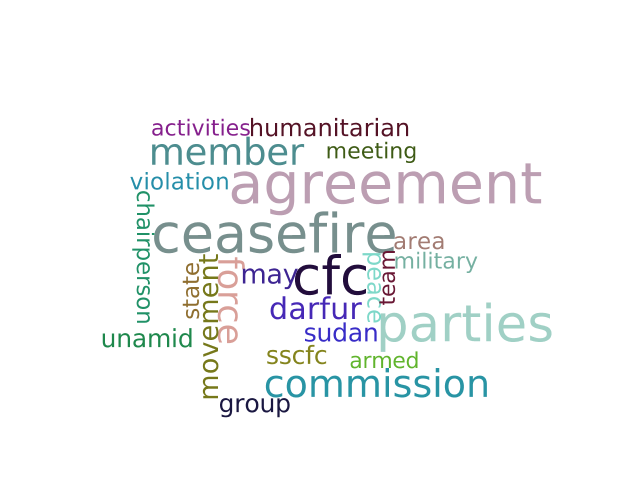 activities humanitarian
member meeting
violation agreement
chairperson ceasefire area
state movement force may cfc peace team military
darfur parties
unamid sudan
sscfc armed
commission
group